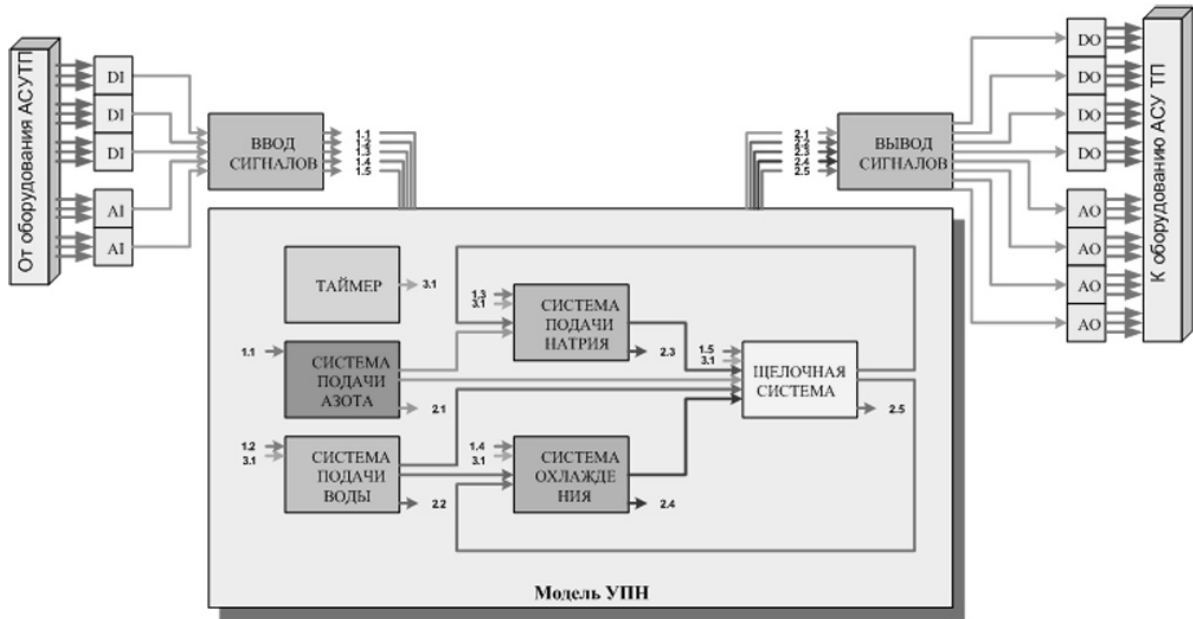 От оборудования АСУТП
DI
DI
DI
AI
AI
ВВОД
СИГНАЛОВ
1.1
1.2
1.3
1.4
1.5
2.1
2.2
2.3
2.4
2.5
ВЫВОД
СИГНАЛОВ
DO
DO
DO
DO
AO
AO
AO
AO
К оборудованию АСУ ТП
ТАЙМЕР
3.1
1.3
3.1
СИСТЕМА
ПОДАЧИ
НАТРИЯ
2.3
1.1
СИСТЕМА
ПОДАЧИ
АЗОТА
2.1
1.5
3.1
ЩЕЛОЧНАЯ
СИСТЕМА
2.5
1.2
3.1
СИСТЕМА
ПОДАЧИ
ВОДЫ
2.2
1.4
3.1
СИСТЕМА
ОХЛАЖДЕ
НИЯ
2.4
Модель УПН